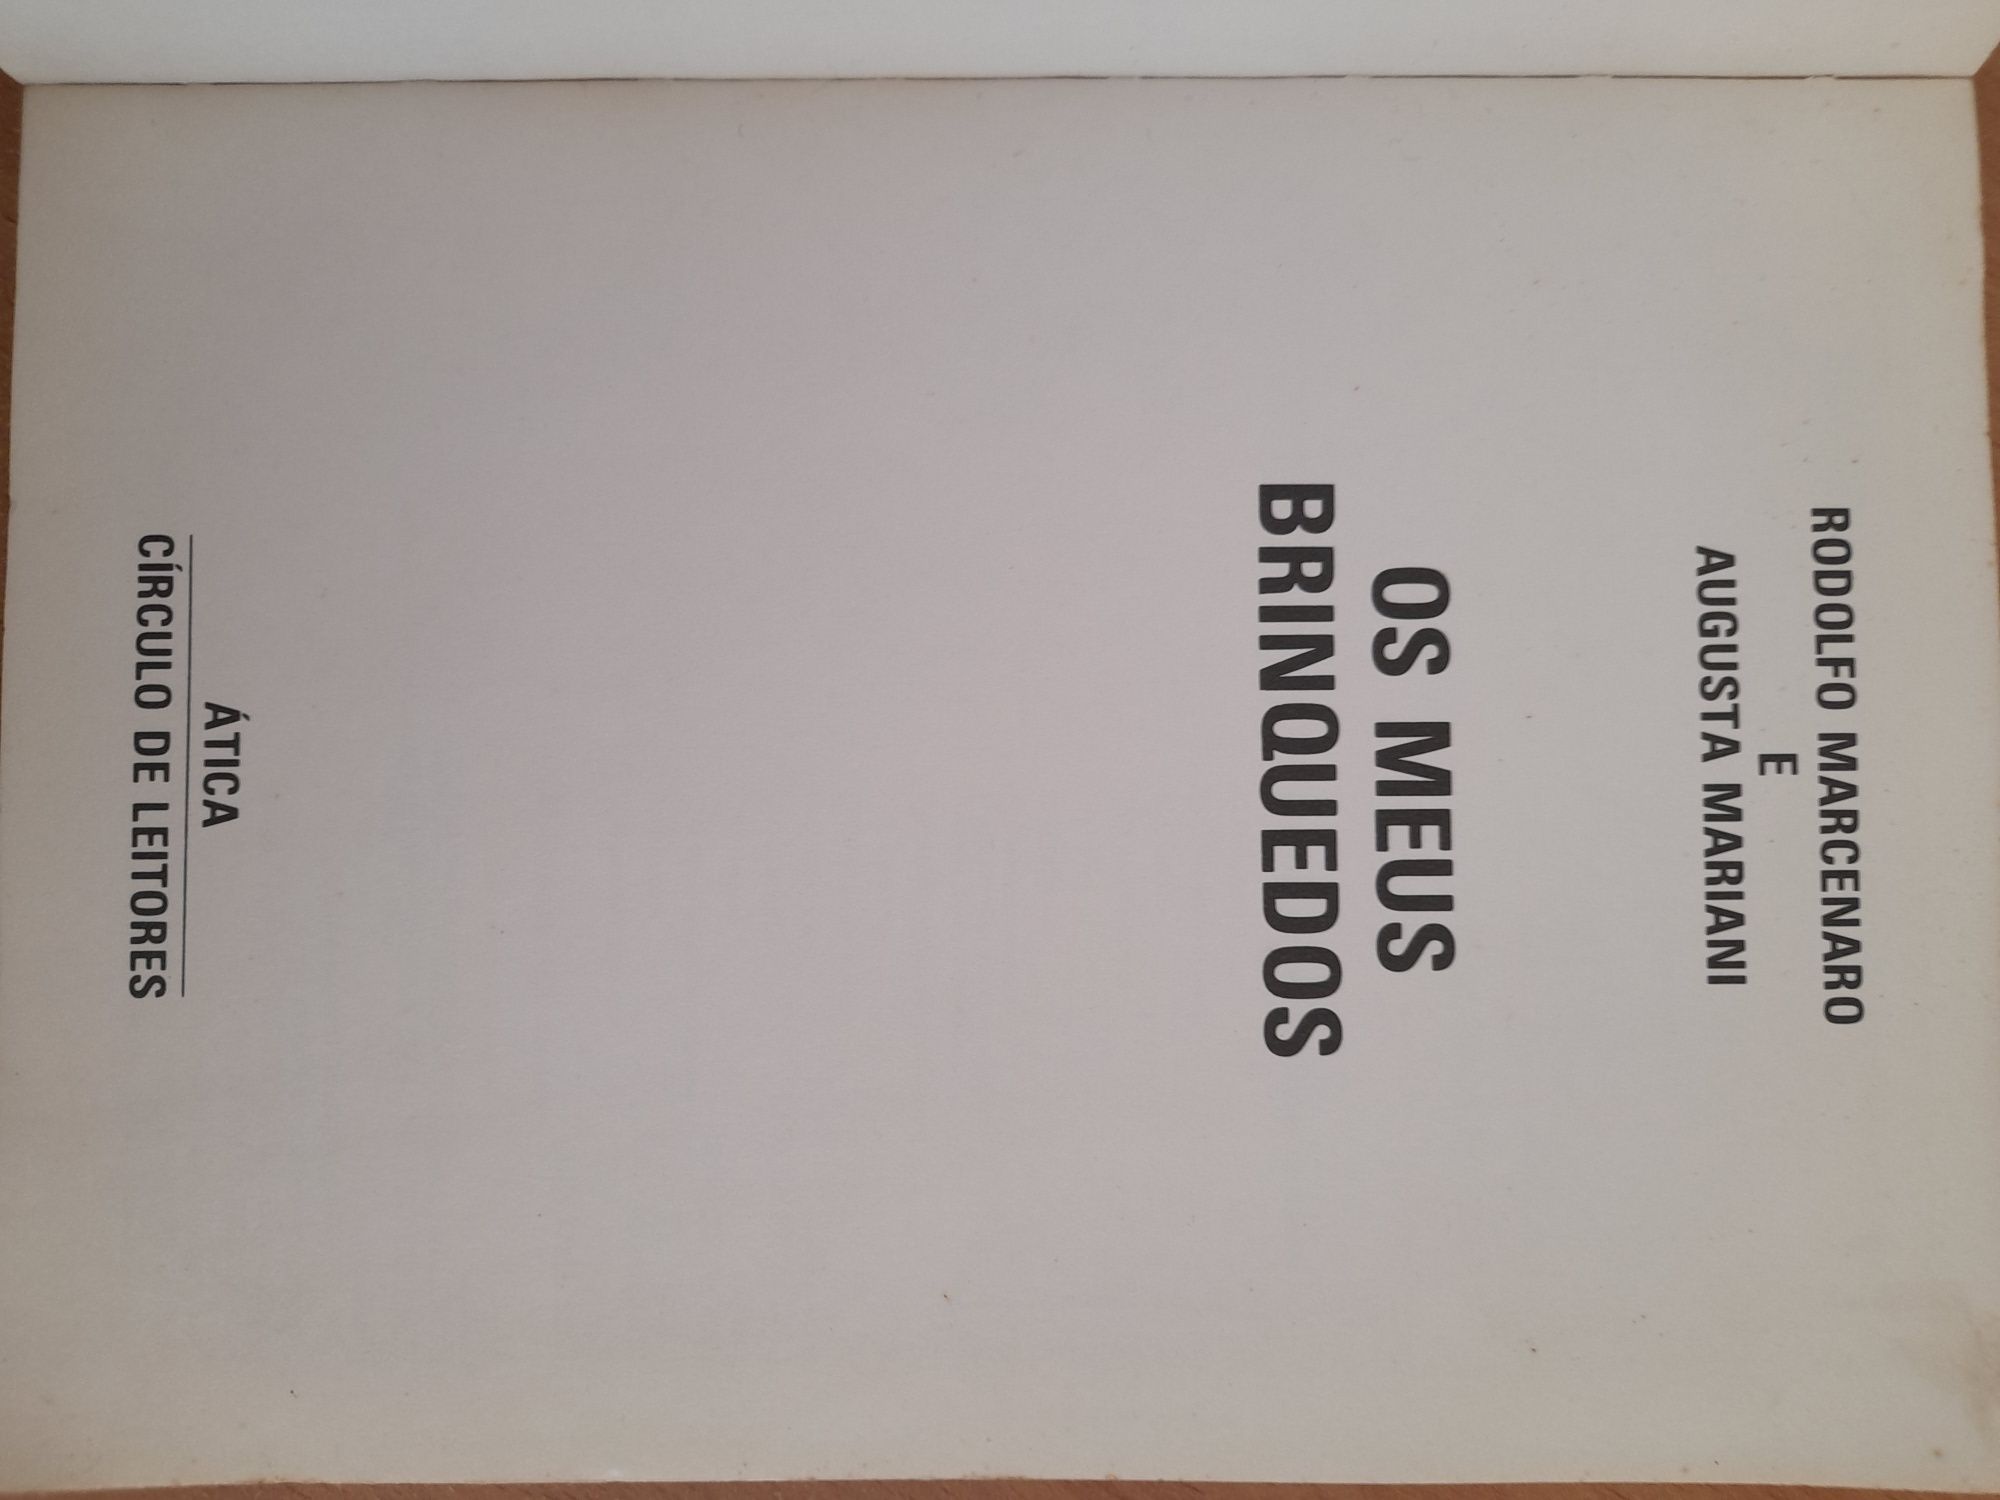 RODOLFO MARCENARO
E
AUGUSTA MARIANI
OS MEUS
BRINQUEDOS
ÁTICA
CÍRCULO DE LEITORES